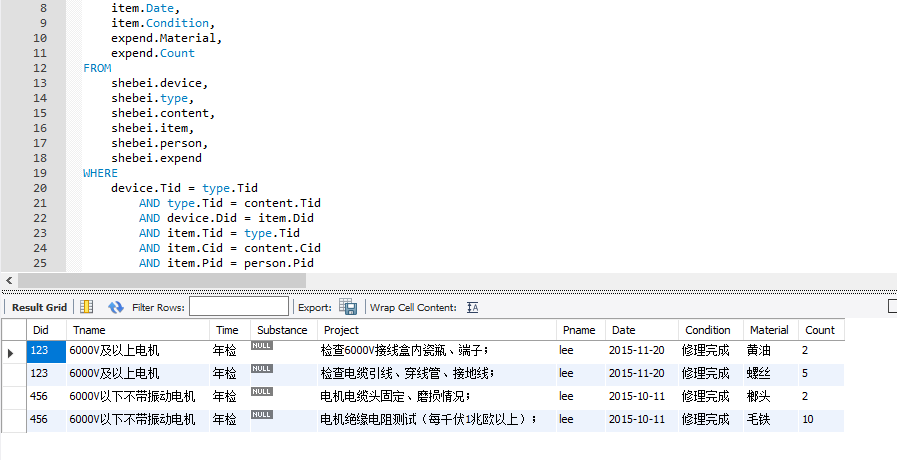 8 item.Date,
9 item.Condition,
10 expend.Material,
11 expend.Count
12 FROM
13 shebei.device,
14 shebei.type,
15 shebei.content,
16 shebei.item,
17 shebei.person,
18 shebei.expend
19 WHERE
20 device.Tid = type.Tid
21 AND type.Tid = content.Tid
22 AND device.Did = item.Did
23 AND item.Tid = type.Tid
24 AND item.Cid = content.Cid
25 AND item.Pid = person.Pid
Result Grid Filter Rows: Export: Wrap Cell Content: IA
Did Tname Time Substance Project Pname Date Condition Material Count
123 6000V及以上电机 年检 NULL 检查6000V接线盒内瓷瓶、端子； lee 2015-11-20 修理完成 黄油 2
123 6000V及以上电机 年检 NULL 检查电缆引线、穿线管、接地线； lee 2015-11-20 修理完成 螺丝 5
456 6000V以下不带振动电机 年检 NULL 电机电缆头固定、磨损情况； lee 2015-10-11 修理完成 榔头 2
456 6000V以下不带振动电机 年检 NULL 电机绝缘电阻测试（每千伏1兆欧以上）； lee 2015-10-11 修理完成 毛铁 10